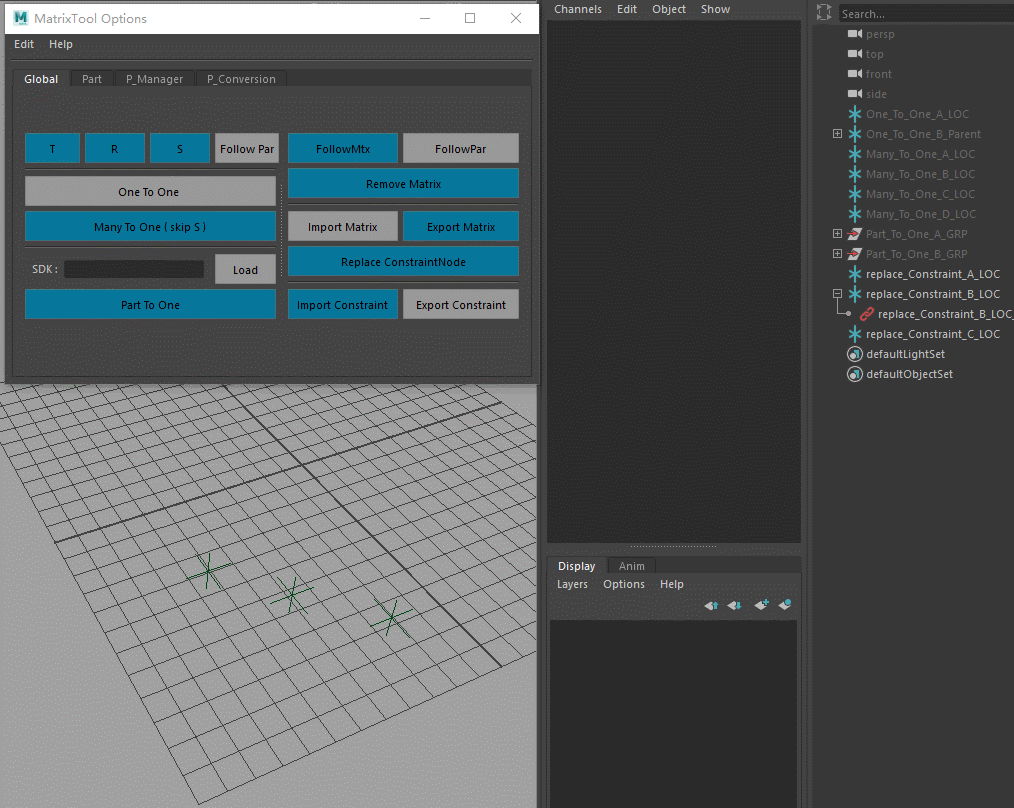 MatrixTool Options
Edit Help
Global Part P_Manager P_Conversion
T R S Follow Par FollowMtx FollowPar
One To One
Remove Matrix
Many To One ( skip S )
Import Matrix Export Matrix
SDK : Load
Replace ConstraintNode
Part To One
Import Constraint Export Constraint
Channels Edit Object Show
Display Anim
Layers Options Help
Search...
persp
top
front
side
One_To_One_A_LOC
One_To_One_B_Parent
Many_To_One_A_LOC
Many_To_One_B_LOC
Many_To_One_C_LOC
Many_To_One_D_LOC
Part_To_One_A_GRP
Part_To_One_B_GRP
replace_Constraint_A_LOC
replace_Constraint_B_LOC
replace_Constraint_B_LOC_
replace_Constraint_C_LOC
defaultLightSet
defaultObjectSet